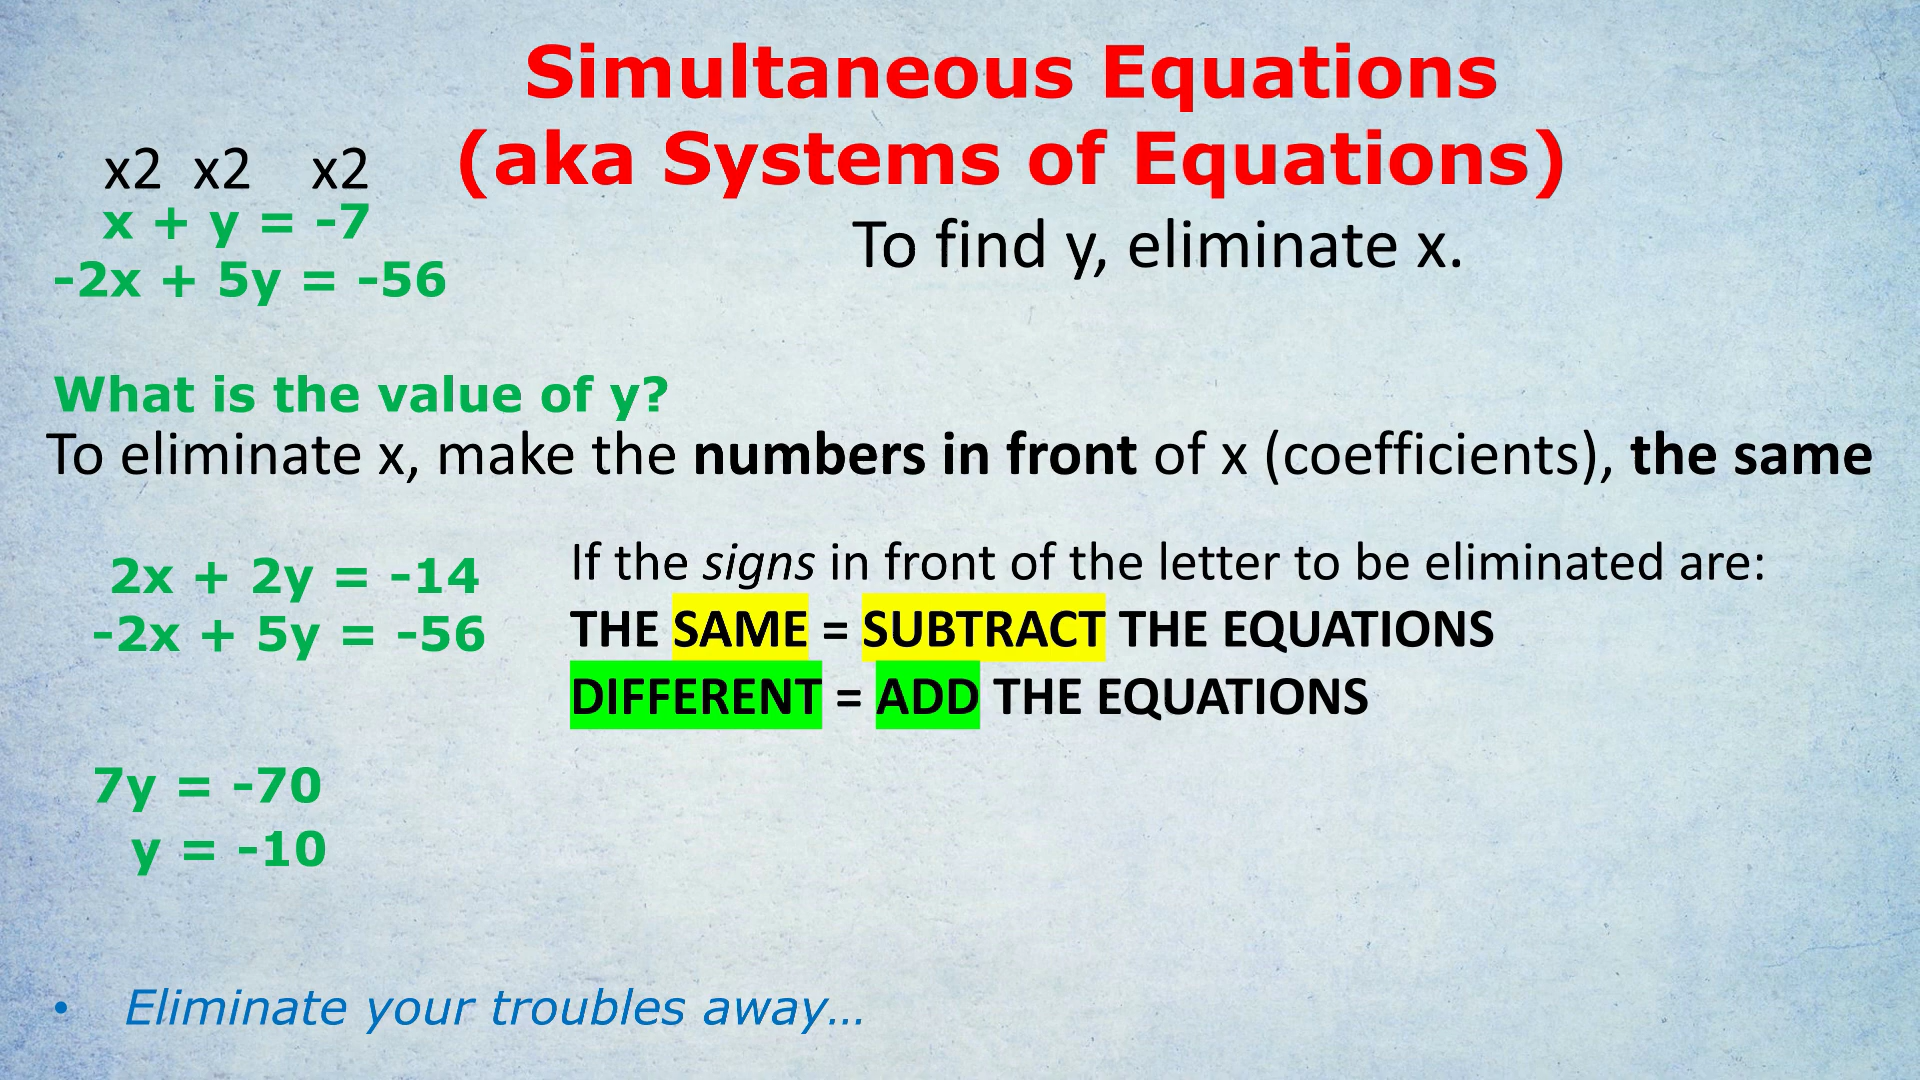 Simultaneous Equations
(aka Systems of Equations)
x2 x2 x2
x + y = -7
-2x + 5y = -56
To find y, eliminate x.
What is the value of y?
To eliminate x, make the numbers in front of x (coefficients), the same
2x + 2y = -14
-2x + 5y = -56
If the signs in front of the letter to be eliminated are:
THE SAME = SUBTRACT THE EQUATIONS
DIFFERENT = ADD THE EQUATIONS
7y = -70
y = -10
• Eliminate your troubles away…